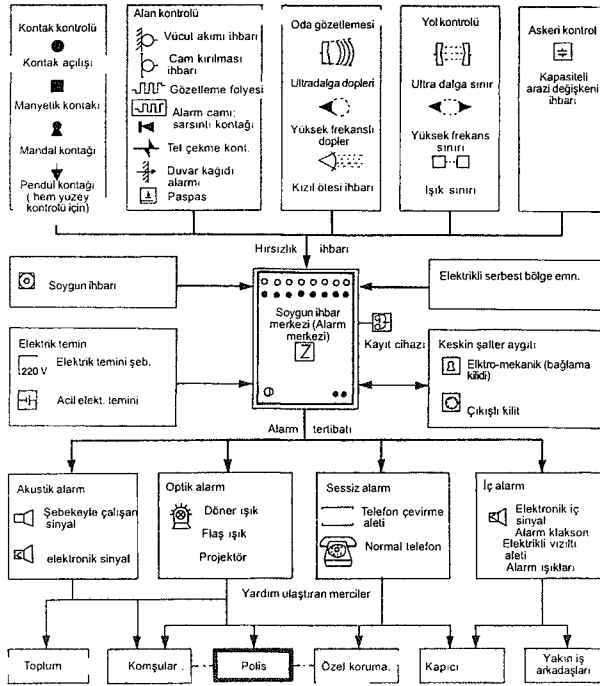 Kontak kontrolü
Kontak açılışı
Manyetik kontakı
Mandal kontağı
Pendul kontağı
( hem yuzey
kontrolü için)
Alan kontrolü
Vücul akımı ihbarı
Cam kırılması
ihbarı
Gözetleme folyesi
Alarm camı;
sarsıntı kontağı
Tel çekme kont.
Duvar kağıdı
alarmı
Paspas
Oda gözetlemesi
Ultradalga dopleri
Yüksek frekanslı
dopler
Kızıl ötesi ihbarı
Yol kontrolü
Ultra dalga sınır
Yüksek frekans
sınırı
Işık sınırı
Askeri kontrol
Kapasiteli
arazi değişkeni
ihbarı
Hırsızlık ihbarı
Soygun ihbarı
Elektrikli serbest bölge emn.
Soygun ihbar
merkezi (Alarm
merkezi)
Kayıt cihazı
Elektrik temin
220 V
Elektrik temini şeb.
Acil elekt. temini
Keskin şalter aygıtı
Elktro-mekanik (bağlama
kilidi)
Çıkışlı kilit
Alarm tertibatı
Akustik alarm
Şebekeyle çalışan
sinyal
elektronik sinyal
Optik alarm
Döner ışık
Flaş ışık
Projektör
Sessiz alarm
Telefon çevirme
aleti
Normal telefon
İç alarm
Elektronik iç
sinyal
Alarm klakson
Elektrikli vızıltı
aleti
Alarm ışıkları
Yardım ulaştıran merciler
Toplum
Komşular .
Polis
Özel koruma.
Kapıcı
Yakın iş
arkadaşları